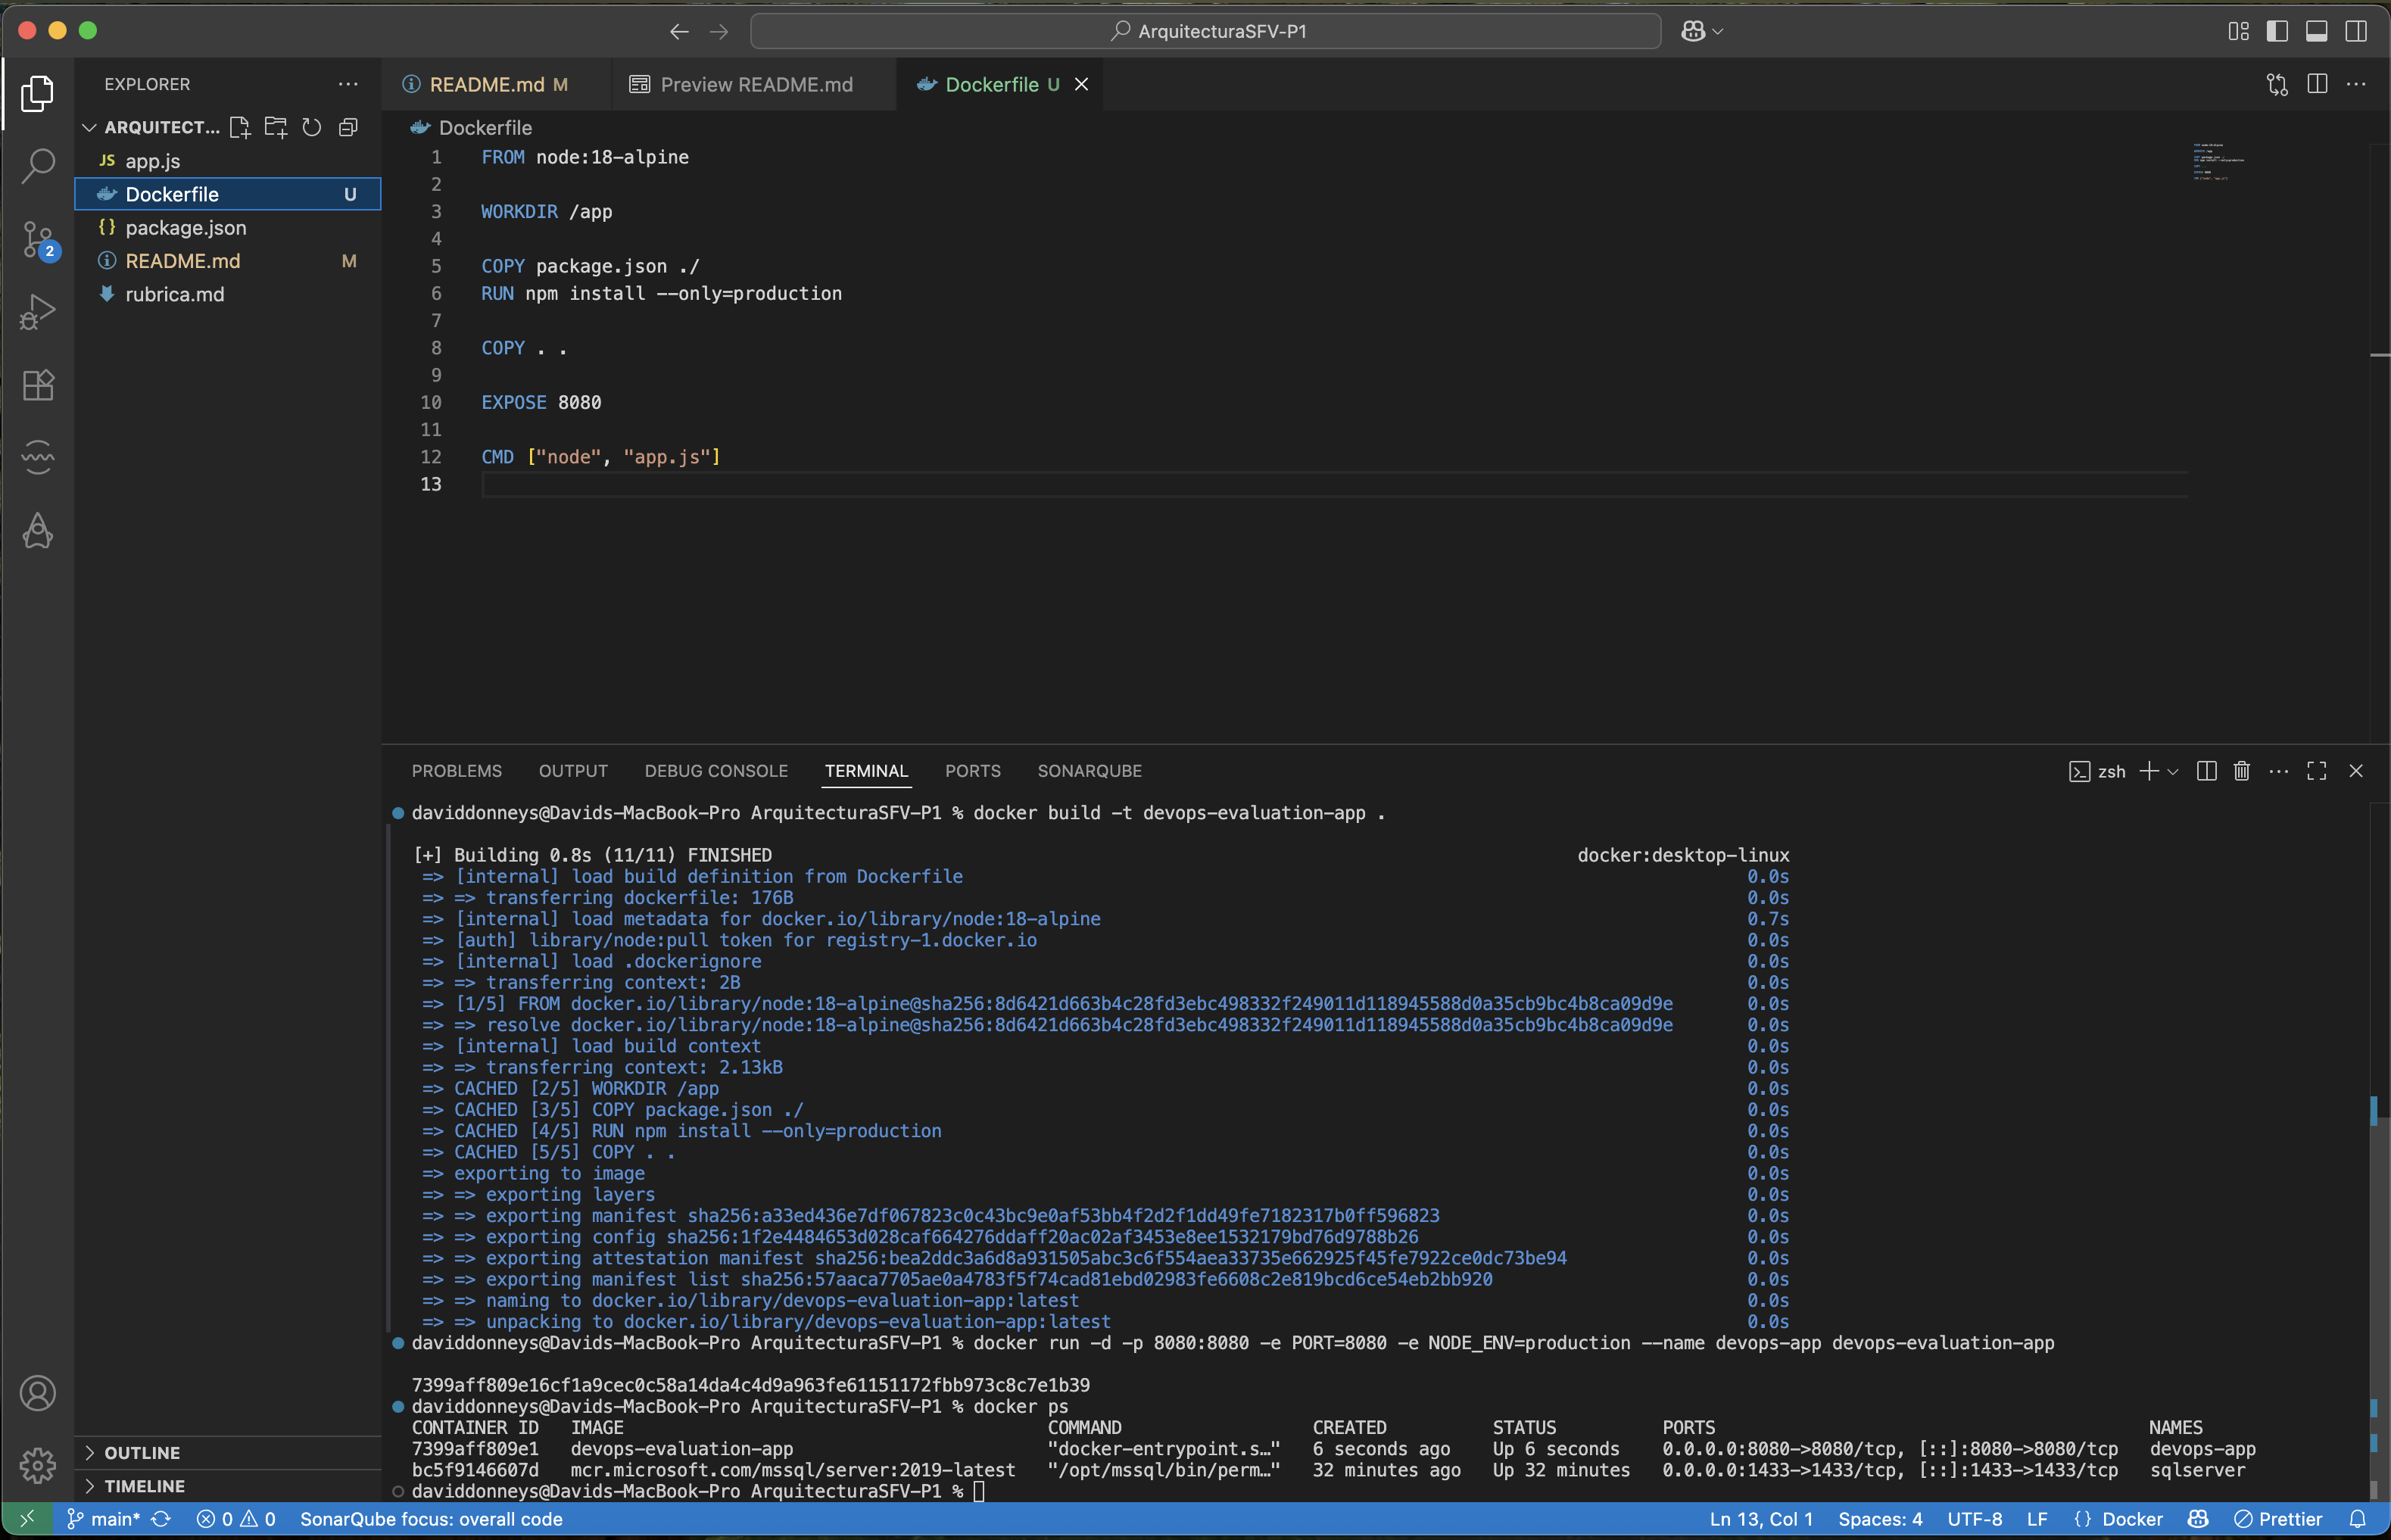 ArquitecturaSFV-P1
EXPLORER
ARQUITECT...
JS app.js
Dockerfile U
{} package.json
README.md M
rubrica.md
2
OUTLINE
TIMELINE
README.md M
Preview README.md
Dockerfile U
Dockerfile
1 FROM node:18-alpine
2
3 WORKDIR /app
4
5 COPY package.json ./
6 RUN npm install --only=production
7
8 COPY . .
9
10 EXPOSE 8080
11
12 CMD ["node", "app.js"]
13
PROBLEMS OUTPUT DEBUG CONSOLE TERMINAL PORTS SONARQUBE
zsh
daviddonneys@Davids-MacBook-Pro ArquitecturaSFV-P1 % docker build -t devops-evaluation-app .
[+] Building 0.8s (11/11) FINISHED docker:desktop-linux
=> [internal] load build definition from Dockerfile 0.0s
=> => transferring dockerfile: 176B 0.0s
=> [internal] load metadata for docker.io/library/node:18-alpine 0.7s
=> [auth] library/node:pull token for registry-1.docker.io 0.0s
=> [internal] load .dockerignore 0.0s
=> => transferring context: 2B 0.0s
=> [1/5] FROM docker.io/library/node:18-alpine@sha256:8d6421d663b4c28fd3ebc498332f249011d118945588d0a35cb9bc4b8ca09d9e 0.0s
=> => resolve docker.io/library/node:18-alpine@sha256:8d6421d663b4c28fd3ebc498332f249011d118945588d0a35cb9bc4b8ca09d9e 0.0s
=> [internal] load build context 0.0s
=> => transferring context: 2.13kB 0.0s
=> CACHED [2/5] WORKDIR /app 0.0s
=> CACHED [3/5] COPY package.json ./ 0.0s
=> CACHED [4/5] RUN npm install --only=production 0.0s
=> CACHED [5/5] COPY . . 0.0s
=> exporting to image 0.0s
=> => exporting layers 0.0s
=> => exporting manifest sha256:a33ed436e7df067823c0c43bc9e0af53bb4f2d2f1dd49fe7182317b0ff596823 0.0s
=> => exporting config sha256:1f2e4484653d028caf664276ddaff20ac02af3453e8ee1532179bd76d9788b26 0.0s
=> => exporting attestation manifest sha256:bea2ddc3a6d8a931505abc3c6f554aea33735e662925f45fe7922ce0dc73be94 0.0s
=> => exporting manifest list sha256:57aaca7705ae0a4783f5f74cad81ebd02983fe6608c2e819bcd6ce54eb2bb920 0.0s
=> => naming to docker.io/library/devops-evaluation-app:latest 0.0s
=> => unpacking to docker.io/library/devops-evaluation-app:latest 0.0s
daviddonneys@Davids-MacBook-Pro ArquitecturaSFV-P1 % docker run -d -p 8080:8080 -e PORT=8080 -e NODE_ENV=production --name devops-app devops-evaluation-app
7399aff809e16cf1a9cec0c58a14da4c4d9a963fe61151172fbb973c8c7e1b39
daviddonneys@Davids-MacBook-Pro ArquitecturaSFV-P1 % docker ps
CONTAINER ID IMAGE COMMAND CREATED STATUS PORTS NAMES
7399aff809e1 devops-evaluation-app "docker-entrypoint.s…" 6 seconds ago Up 6 seconds 0.0.0.0:8080->8080/tcp, [::]:8080->8080/tcp devops-app
bc5f9146607d mcr.microsoft.com/mssql/server:2019-latest "/opt/mssql/bin/perm…" 32 minutes ago Up 32 minutes 0.0.0.0:1433->1433/tcp, [::]:1433->1433/tcp sqlserver
daviddonneys@Davids-MacBook-Pro ArquitecturaSFV-P1 %
main* 0 0 SonarQube focus: overall code Ln 13, Col 1 Spaces: 4 UTF-8 LF {} Docker Prettier